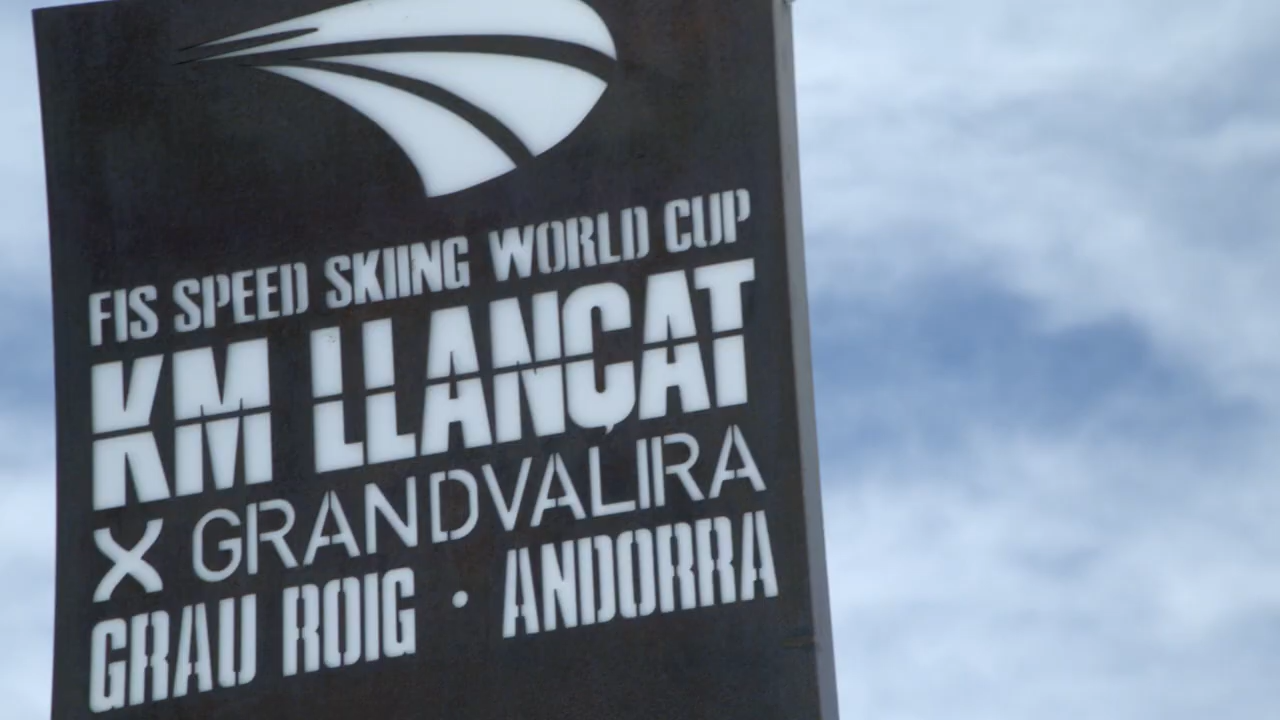 FIS SPEED SKIING WORLD CUP
KM LLANÇAT
X GRANDVALIRA
GRAU ROIG · ANDORRA